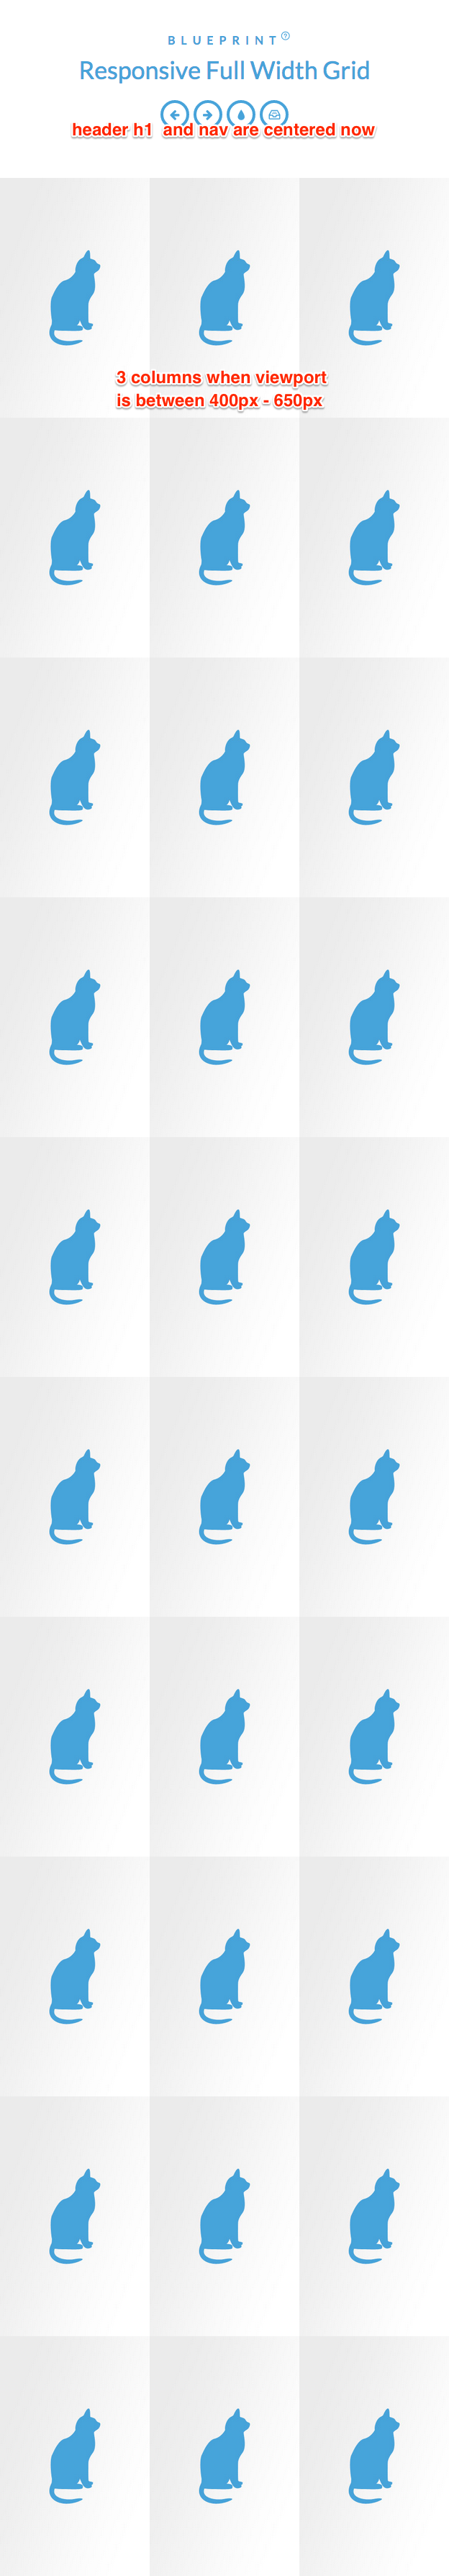 BLUEPRINT ?
Responsive Full Width Grid
header h1 and nav are centered now
3 columns when viewport
is between 400px - 650px